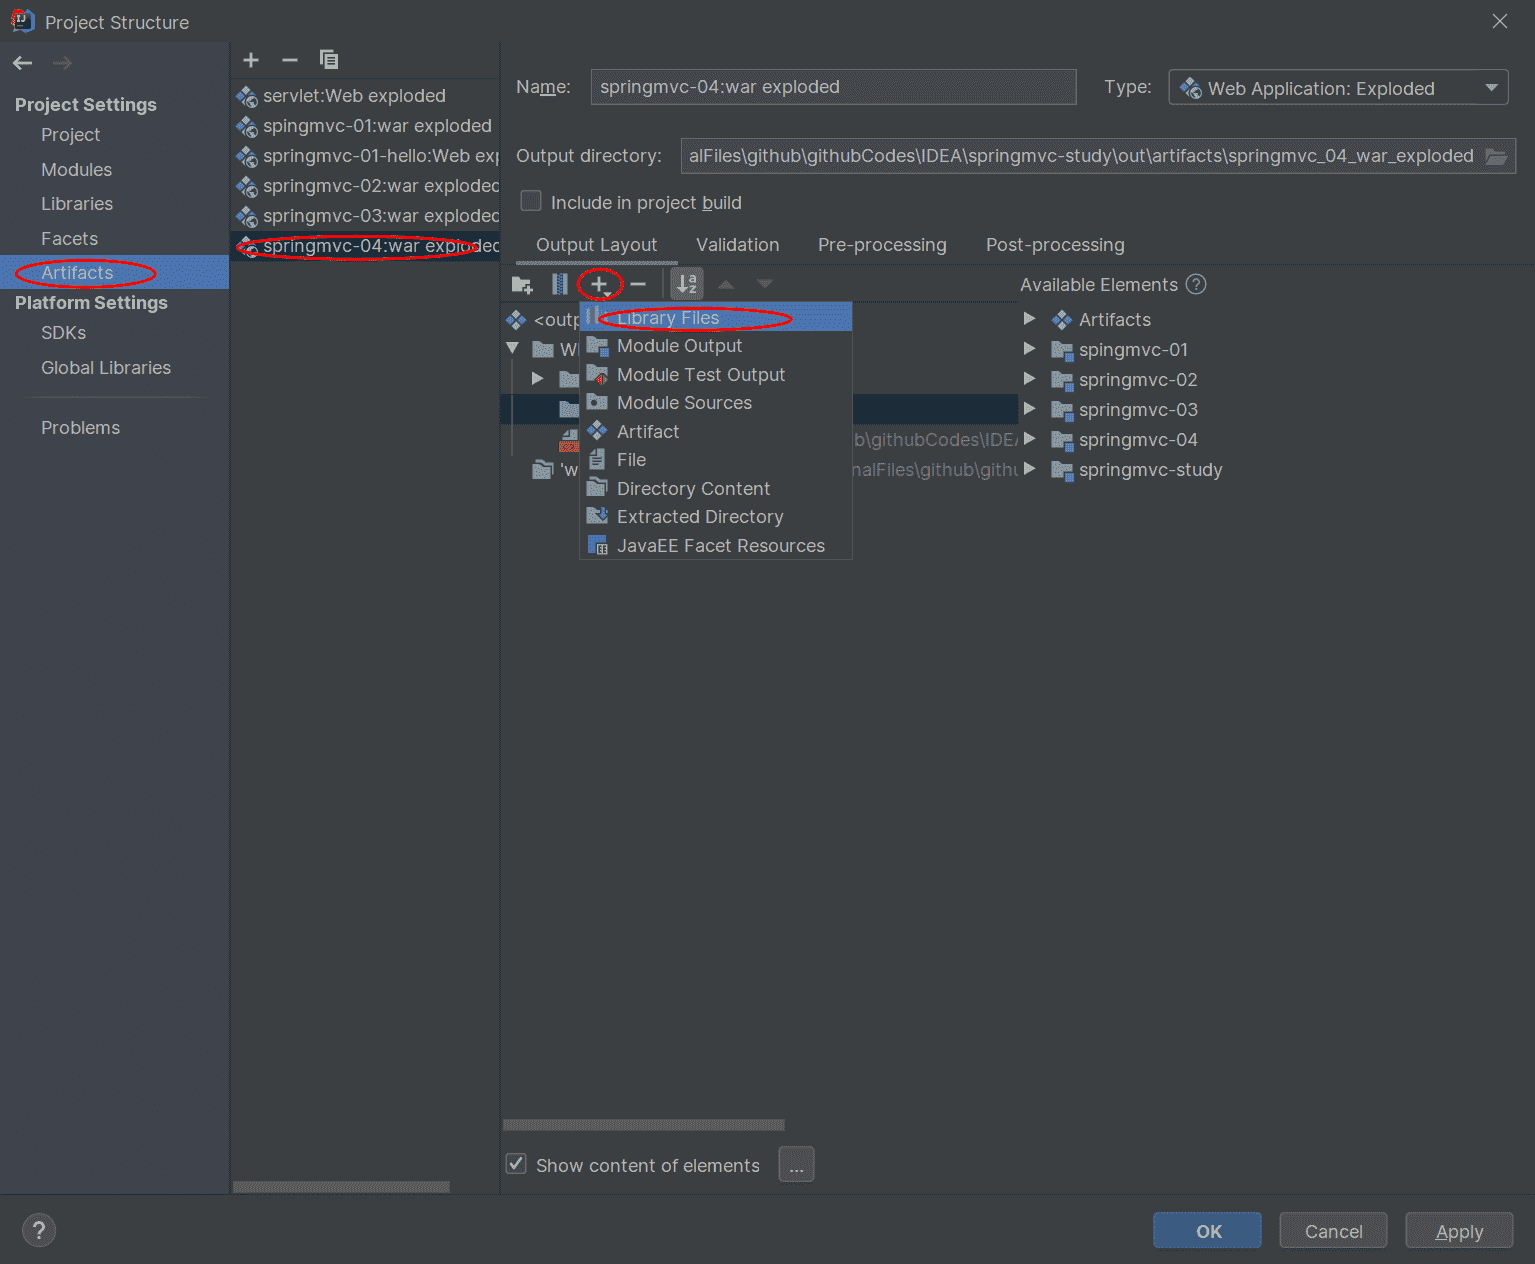 Project Structure
Project Settings
Project
Modules
Libraries
Facets
Artifacts
Platform Settings
SDKs
Global Libraries
Problems
servlet:Web exploded
spingmvc-01:war exploded
springmvc-01-hello:Web exp
springmvc-02:war exploded
springmvc-03:war exploded
springmvc-04:war exploded
Name: springmvc-04:war exploded
Type: Web Application: Exploded
Output directory: alFiles\github\githubCodes\IDEA\springmvc-study\out\artifacts\springmvc_04_war_exploded
Include in project build
Output Layout Validation Pre-processing Post-processing
<outp
WI
b\githubCodes\IDEA
'w
nalFiles\github\githu
Library Files
Module Output
Module Test Output
Module Sources
Artifact
File
Directory Content
Extracted Directory
JavaEE Facet Resources
Available Elements ?
Artifacts
spingmvc-01
springmvc-02
springmvc-03
springmvc-04
springmvc-study
Show content of elements ...
? OK Cancel Apply